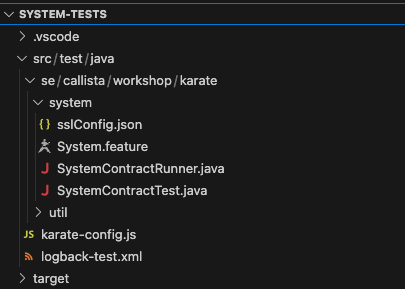 SYSTEM-TESTS
.vscode
src/test/java
se/callista/workshop/karate
system
{} sslConfig.json
System.feature
J SystemContractRunner.java
J SystemContractTest.java
util
JS karate-config.js
logback-test.xml
target